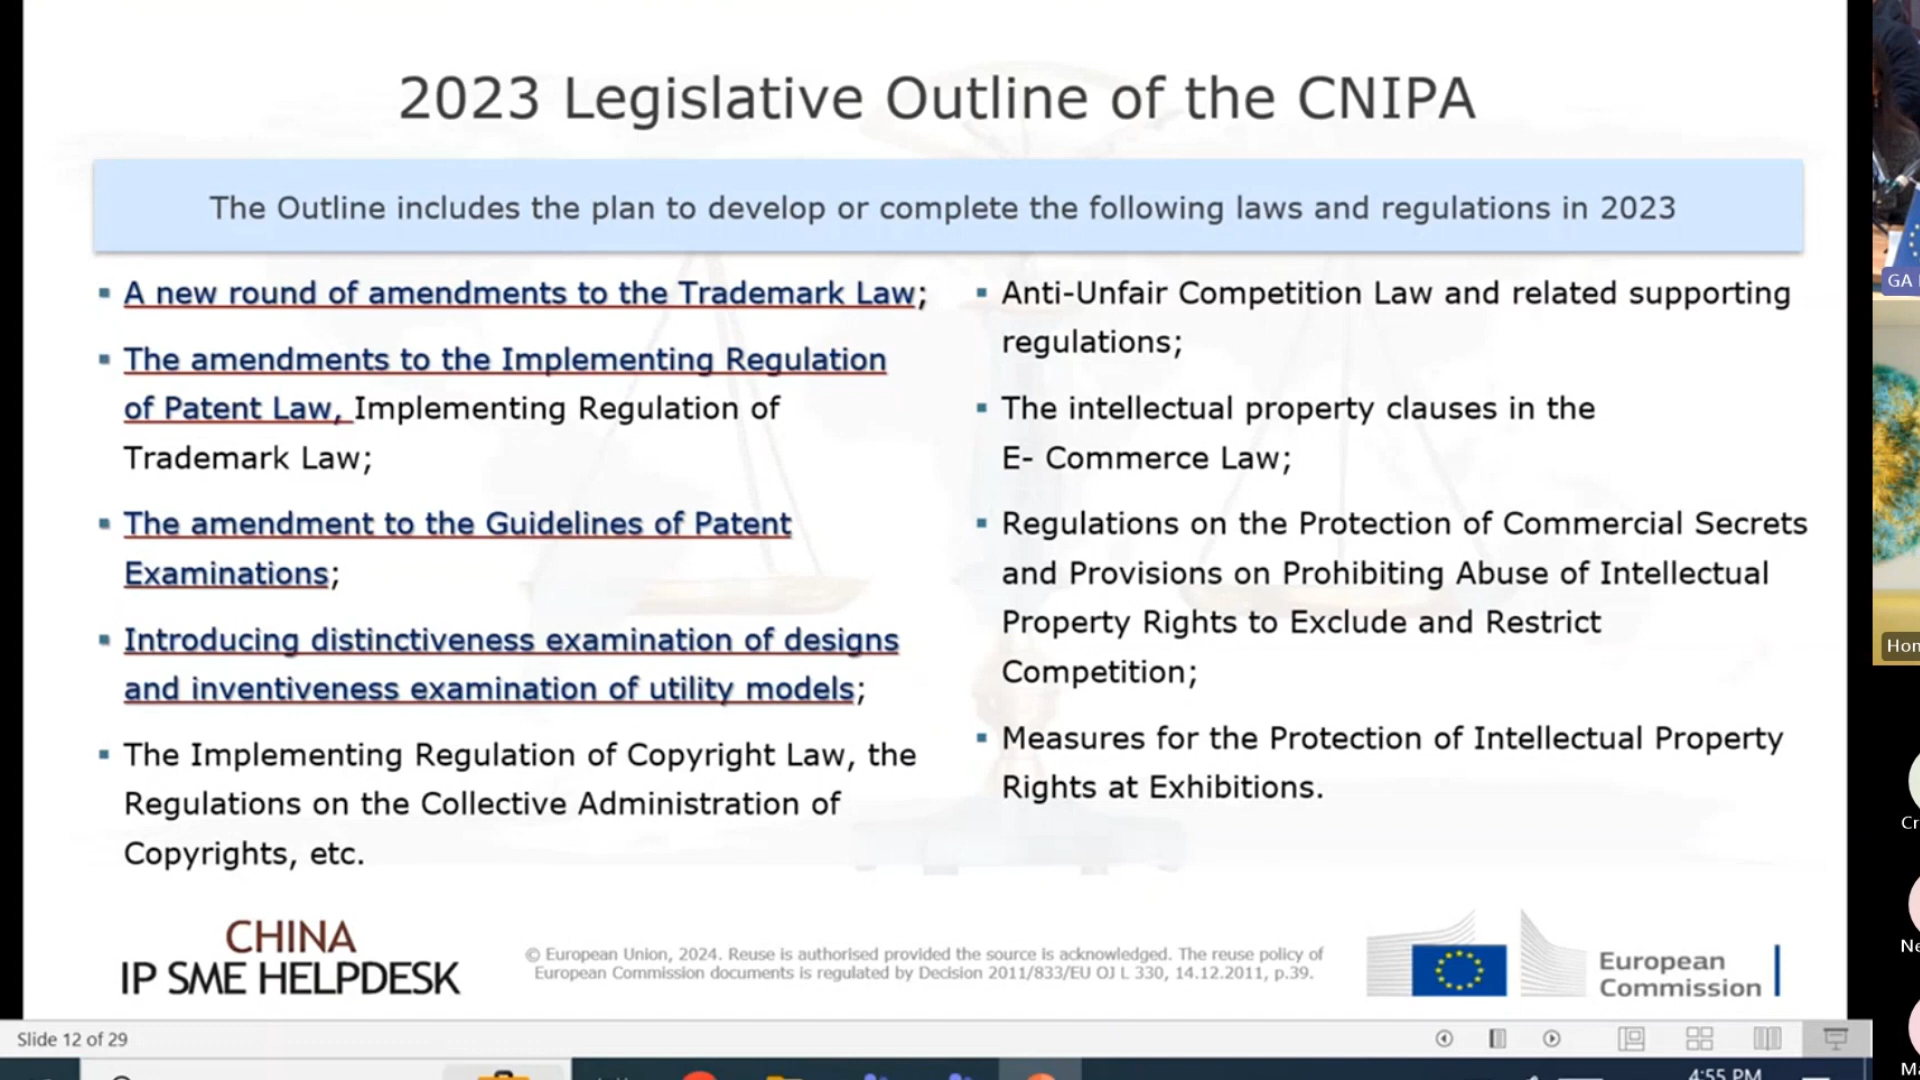 2023 Legislative Outline of the CNIPA
The Outline includes the plan to develop or complete the following laws and regulations in 2023
A new round of amendments to the Trademark Law;
The amendments to the Implementing Regulation
of Patent Law, Implementing Regulation of
Trademark Law;
The amendment to the Guidelines of Patent
Examinations;
Introducing distinctiveness examination of designs
and inventiveness examination of utility models;
The Implementing Regulation of Copyright Law, the
Regulations on the Collective Administration of
Copyrights, etc.
Anti-Unfair Competition Law and related supporting
regulations;
The intellectual property clauses in the
E- Commerce Law;
Regulations on the Protection of Commercial Secrets
and Provisions on Prohibiting Abuse of Intellectual
Property Rights to Exclude and Restrict
Competition;
Measures for the Protection of Intellectual Property
Rights at Exhibitions.
CHINA
IP SME HELPDESK
© European Union, 2024. Reuse is authorised provided the source is acknowledged. The reuse policy of
European Commission documents is regulated by Decision 2011/833/EU OJ L 330, 14.12.2011, p.39.
European
Commission
Slide 12 of 29
4:55 PM
GA
Hon
Cr
Ne
Ma